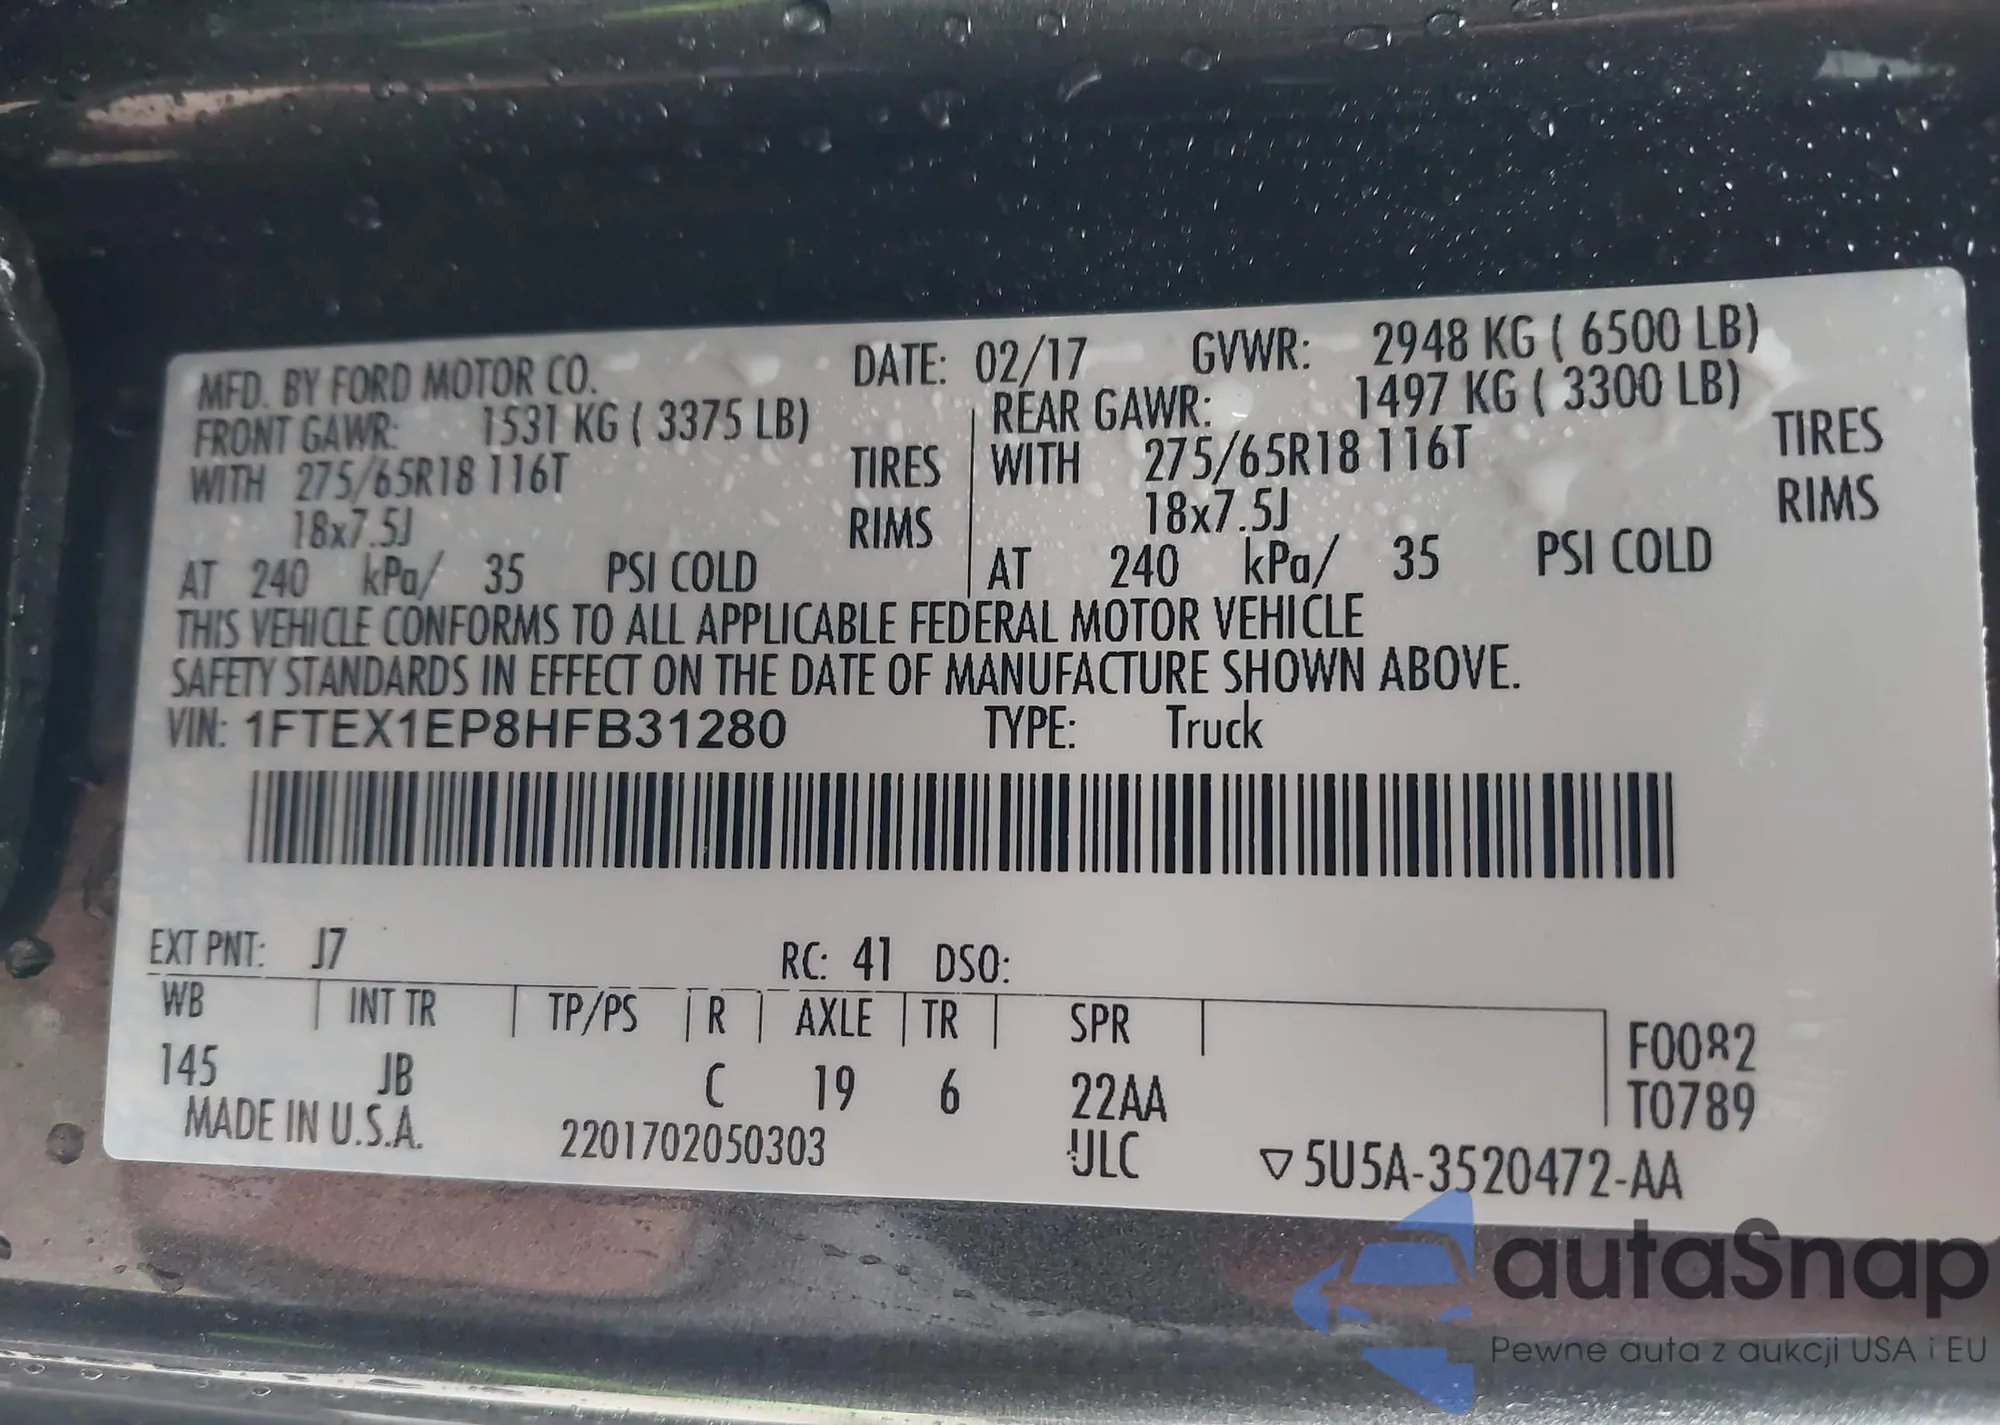 MFD. BY FORD MOTOR CO. DATE: 02/17 GVWR: 2948 KG ( 6500 LB)
FRONT GAWR: 1531 KG ( 3375 LB) REAR GAWR: 1497 KG ( 3300 LB)
WITH 275/65R18 116T TIRES WITH 275/65R18 116T TIRES
18x7.5J RIMS 18x7.5J RIMS
AT 240 kPa/ 35 PSI COLD AT 240 kPa/ 35 PSI COLD
THIS VEHICLE CONFORMS TO ALL APPLICABLE FEDERAL MOTOR VEHICLE
SAFETY STANDARDS IN EFFECT ON THE DATE OF MANUFACTURE SHOWN ABOVE.
VIN: 1FTEX1EP8HFB31280 TYPE: Truck
EXT PNT: J7 RC: 41 DSO:
WB INT TR TP/PS R AXLE TR SPR
F0082
145 JB C 19 6 22AA
T0789
MADE IN U.S.A. 2201702050303 ULC ▽5U5A-3520472-AA
autaSnap
Pewne auta z aukcji USA i EU